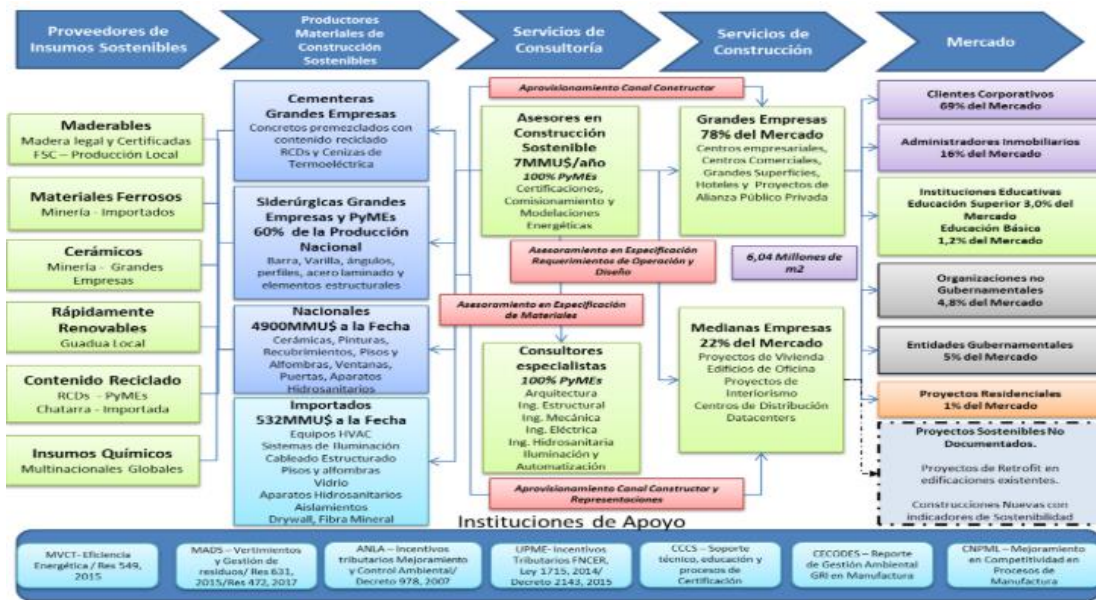 Proveedores de
Insumos Sostenibles
Productores
Materiales de
Construcción
Sostenibles
Servicios de
Consultoría
Servicios de
Construcción
Mercado
Maderables
Madera legal y Certificadas
FSC – Producción Local
Materiales Ferrosos
Minería - Importados
Cerámicos
Minería - Grandes
Empresas
Rápidamente
Renovables
Guadua Local
Contenido Reciclado
RCDs – PyMEs
Chatarra - Importada
Insumos Químicos
Multinacionales Globales
Cementeras
Grandes Empresas
Concretos premezclados con
contenido reciclado
RCDs y Cenizas de
Termoeléctrica
Siderúrgicas Grandes
Empresas y PyMEs
60% de la Producción
Nacional
Barra, Varilla, ángulos,
perfiles, acero laminado y
elementos estructurales
Nacionales
4900MMU$ a la Fecha
Cerámicas, Pinturas,
Recubrimientos, Pisos y
Alfombras, Ventanas,
Puertas, Aparatos
Hidrosanitarios
Importados
532MMU$ a la Fecha
Equipos HVAC
Sistemas de Iluminación
Cableado Estructurado
Pisos y alfombras
Vidrio
Aparatos Hidrosanitarios
Aislamientos
Drywall, Fibra Mineral
Aprovisionamiento Canal Constructor
Asesores en
Construcción
Sostenible
7MMU$/año
100% PyMEs
Certificaciones,
Comisionamiento y
Modelaciones
Energéticas
Asesoramiento en Especificación
Requerimientos de Operación y
Diseño
Asesoramiento en Especificación
de Materiales
Consultores
especialistas
100% PyMEs
Arquitectura
Ing. Estructural
Ing. Mecánica
Ing. Eléctrica
Ing. Hidrosanitaria
Iluminación y
Automatización
Aprovisionamiento Canal Constructor y
Representaciones
Grandes Empresas
78% del Mercado
Centros empresariales,
Centros Comerciales,
Grandes Superficies,
Hoteles y Proyectos de
Alianza Público Privada
6,04 Millones de
m2
Medianas Empresas
22% del Mercado
Proyectos de Vivienda
Edificios de Oficina
Proyectos de
Interiorismo
Centros de Distribución
Datacenters
Clientes Corporativos
69% del Mercado
Administradores Inmobiliarios
16% del Mercado
Instituciones Educativas
Educación Superior 3,0% del
Mercado
Educación Básica
1,2% del Mercado
Organizaciones no
Gubernamentales
4,8% del Mercado
Entidades Gubernamentales
5% del Mercado
Proyectos Residenciales
1% del Mercado
Proyectos Sostenibles No
Documentados.
Proyectos de Retrofit en
edificaciones existentes.
Construcciones Nuevas con
indicadores de Sostenibilidad
Instituciones de Apoyo
MVCT- Eficiencia
Energética / Res 549,
2015
MADS – Vertimientos
y Gestión de
residuos/ Res 631,
2015/Res 472, 2017
ANLA – Incentivos
tributarios Mejoramiento
y Control Ambiental/
Decreto 978, 2007
UPME- Incentivos
Tributarios FNCER,
Ley 1715, 2014/
Decreto 2143, 2015
CCCS – Soporte
técnico, educación y
procesos de
Certificación
CECODES – Reporte
de Gestión Ambiental
GRI en Manufactura
CNPML – Mejoramiento
en Competitividad en
Procesos de
Manufactura